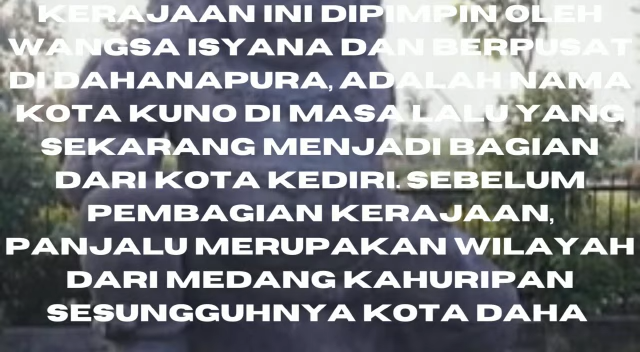 KERAJAAN INI DIPIMPIN OLEH
WANGSA ISYANA DAN BERPUSAT
DI DAHANAPURA, ADALAH NAMA
KOTA KUNO DI MASA LALU YANG
SEKARANG MENJADI BAGIAN
DARI KOTA KEDIRI. SEBELUM
PEMBAGIAN KERAJAAN,
PANJALU MERUPAKAN WILAYAH
DARI MEDANG KAHURIPAN
SESUNGGUHNYA KOTA DAHA